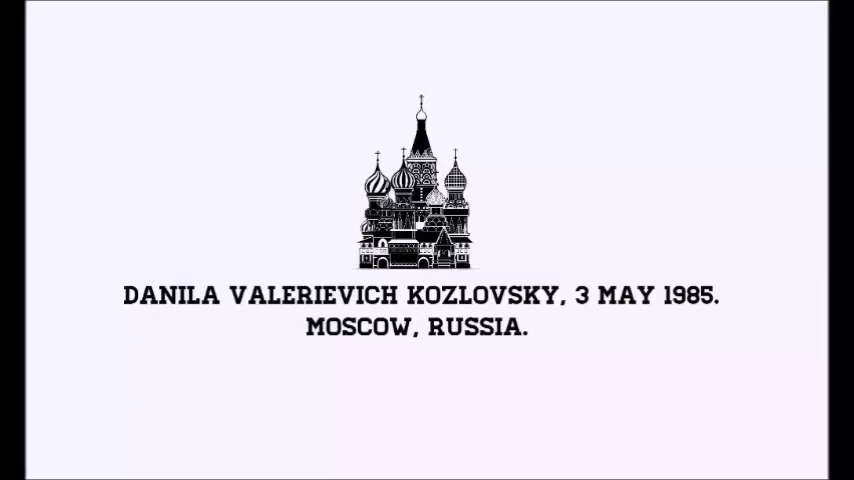 DANILA VALERIEVICH KOZLOVSKY, 3 MAY 1985.
MOSCOW, RUSSIA.